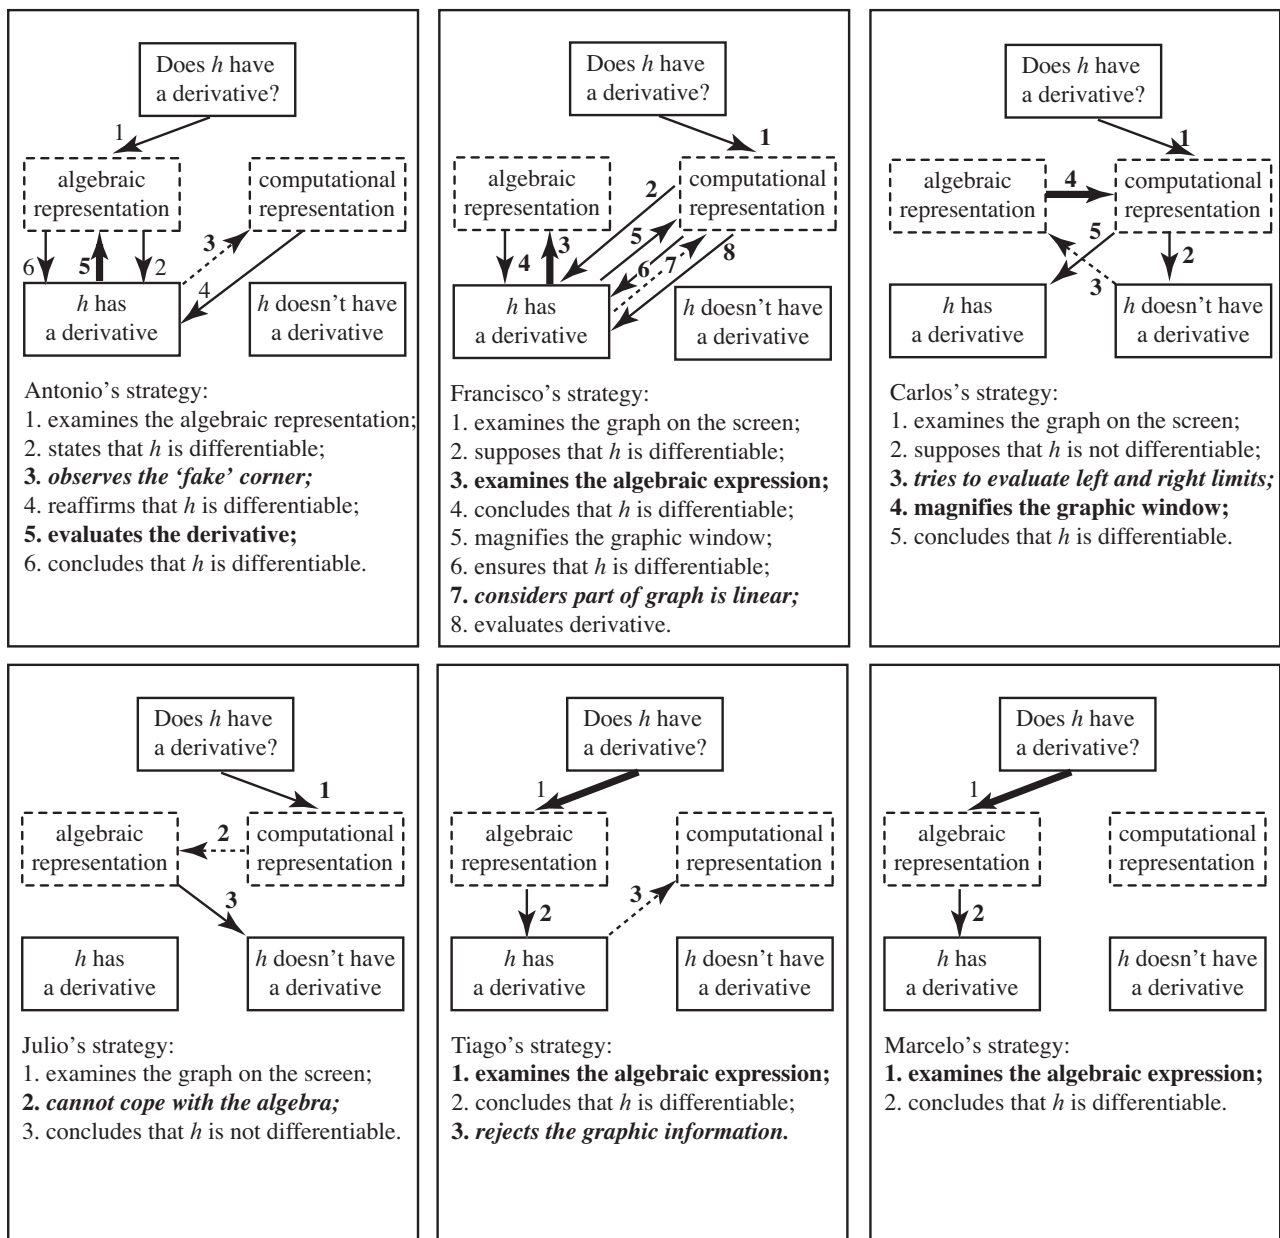 Does h have
a derivative?
1
algebraic
representation
computational
representation
3
6
5
2
4
h has
a derivative
h doesn't have
a derivative
Antonio’s strategy:
1. examines the algebraic representation;
2. states that h is differentiable;
3. observes the ‘fake’ corner;
4. reaffirms that h is differentiable;
5. evaluates the derivative;
6. concludes that h is differentiable.
Does h have
a derivative?
1
algebraic
representation
computational
representation
2
3
4
5
6
7
8
h has
a derivative
h doesn't have
a derivative
Francisco’s strategy:
1. examines the graph on the screen;
2. supposes that h is differentiable;
3. examines the algebraic expression;
4. concludes that h is differentiable;
5. magnifies the graphic window;
6. ensures that h is differentiable;
7. considers part of graph is linear;
8. evaluates derivative.
Does h have
a derivative?
1
algebraic
representation
4
computational
representation
5
2
3
h has
a derivative
h doesn't have
a derivative
Carlos’s strategy:
1. examines the graph on the screen;
2. supposes that h is not differentiable;
3. tries to evaluate left and right limits;
4. magnifies the graphic window;
5. concludes that h is differentiable.
Does h have
a derivative?
1
algebraic
representation
2
computational
representation
3
h has
a derivative
h doesn't have
a derivative
Julio’s strategy:
1. examines the graph on the screen;
2. cannot cope with the algebra;
3. concludes that h is not differentiable.
Does h have
a derivative?
1
algebraic
representation
computational
representation
2
3
h has
a derivative
h doesn't have
a derivative
Tiago’s strategy:
1. examines the algebraic expression;
2. concludes that h is differentiable;
3. rejects the graphic information.
Does h have
a derivative?
1
algebraic
representation
computational
representation
2
h has
a derivative
h doesn't have
a derivative
Marcelo’s strategy:
1. examines the algebraic expression;
2. concludes that h is differentiable.